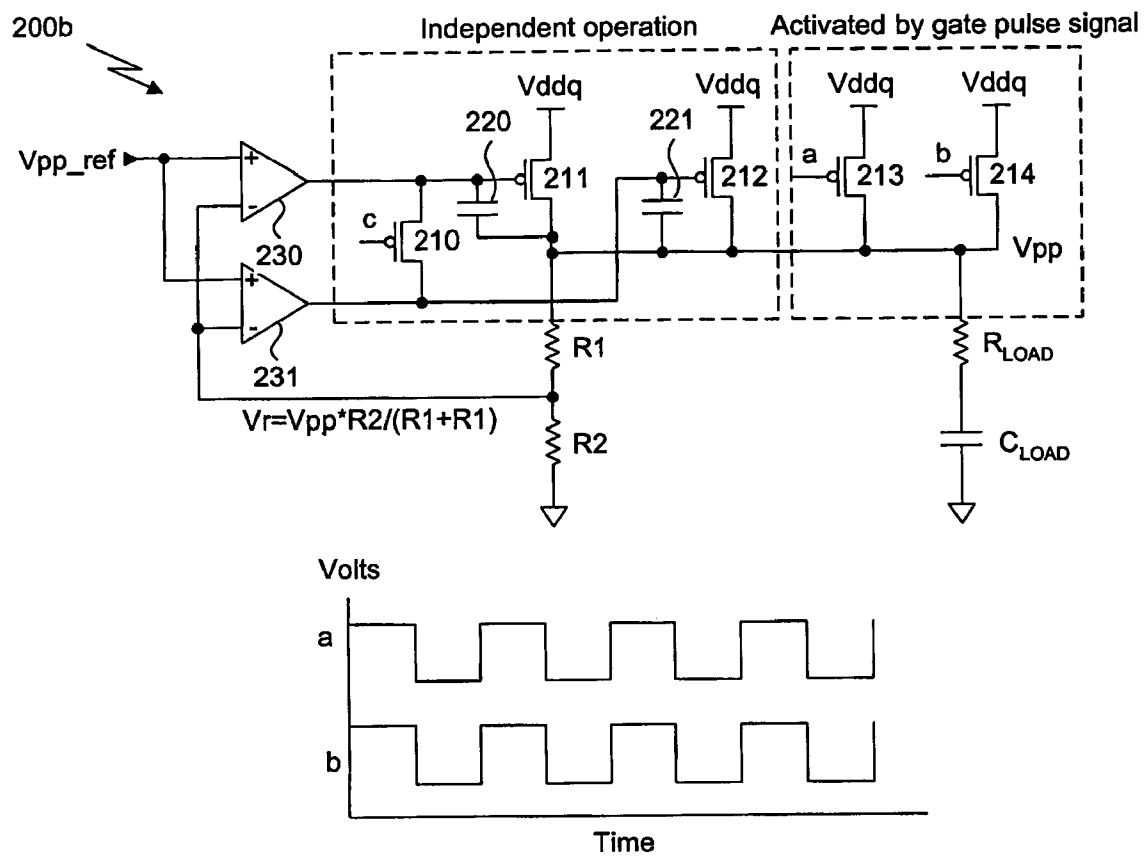 200b
Independent operation
Activated by gate pulse signal
Vddq
Vddq
Vddq
Vddq
220
221
Vpp_ref
+
-
230
211
212
a
213
b
214
c
210
Vpp
+
-
231
R1
RLOAD
Vr=Vpp*R2/(R1+R1)
R2
CLOAD
Volts
a
b
Time